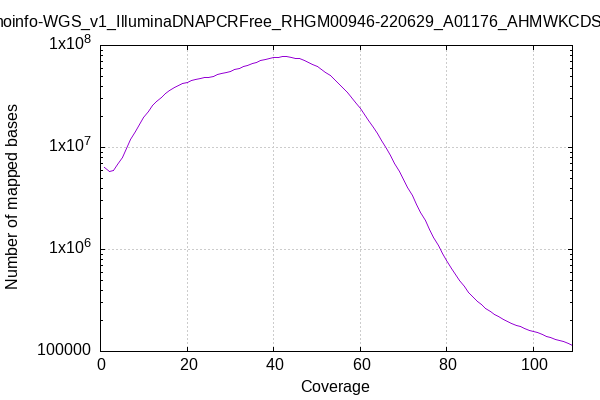 noinfo-WGS_v1_IlluminaDNAPCRFree_RHGM00946-220629_A01176_AHMWKCDS
1x10^8
1x10^7
1x10^6
100000
Number of mapped bases
0 20 40 60 80 100
Coverage